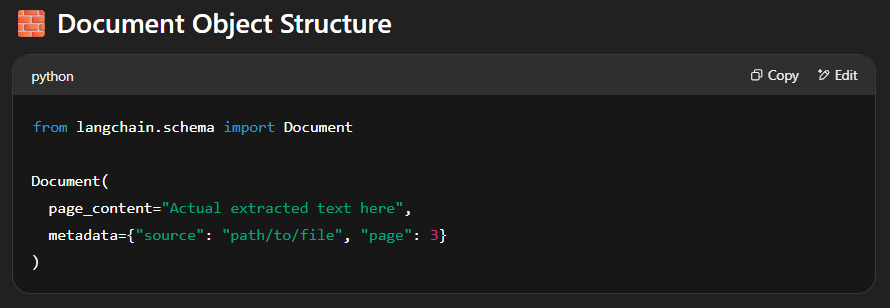 🧱 Document Object Structure
python
Copy
Edit
from langchain.schema import Document
Document(
  page_content="Actual extracted text here",
  metadata={"source": "path/to/file", "page": 3}
)